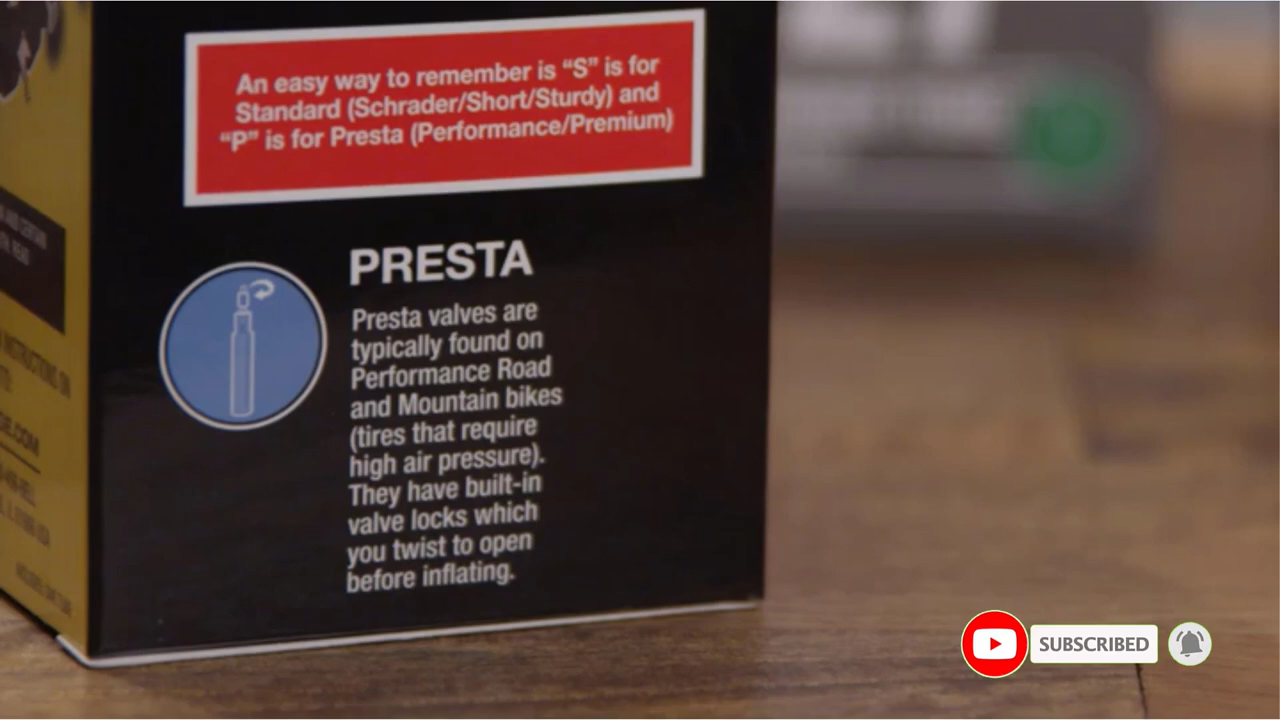 An easy way to remember is “S” is for
Standard (Schrader/Short/Sturdy) and
“P” is for Presta (Performance/Premium)
PRESTA
Presta valves are
typically found on
Performance Road
and Mountain bikes
(tires that require
high air pressure).
They have built-in
valve locks which
you twist to open
before inflating.
INSTRUCTIONS ON
SUBSCRIBED